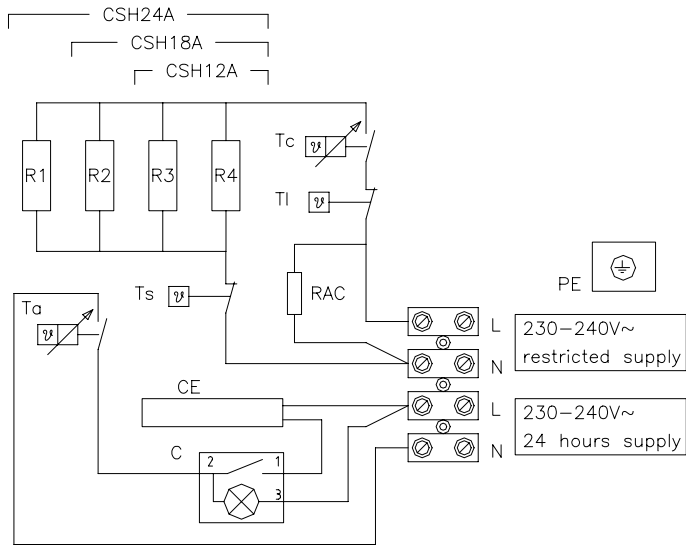 CSH24A
CSH18A
CSH12A
Tc
ϑ
R1 R2 R3 R4
Tl
ϑ
PE
Ts
ϑ
RAC
Ta
ϑ
L
230-240V~
restricted supply
N
CE
L
230-240V~
24 hours supply
N
C
2 1
3